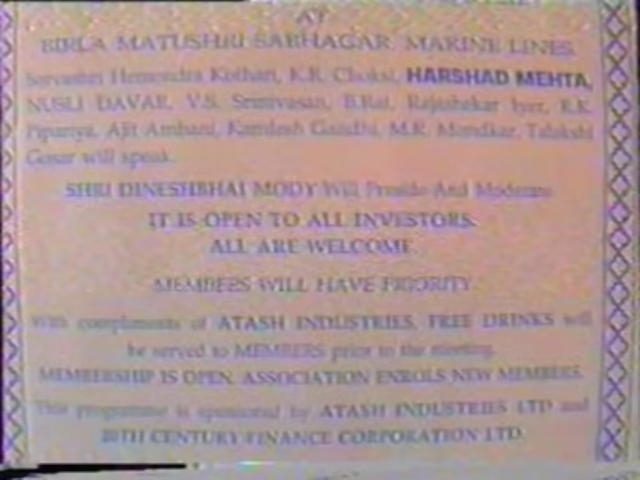 AT
BIRLA MATUSHRI SABHAGAR, MARINE LINES.
Sarvashri Hemendra Kothari, K.R. Choksi, HARSHAD MEHTA,
NUSLI DAVAR, V.S. Srinivasan, B.Rai, Rajashekar Iyer, R.K.
Pipariya, Ajit Ambani, Kamlesh Gandhi, M.R. Mondkar, Talakshi
Gosar will speak.
SHRI DINESHBHAI MODY Will Preside And Moderate.
IT IS OPEN TO ALL INVESTORS.
ALL ARE WELCOME.
MEMBERS WILL HAVE PRIORITY.
With compliments of ATASH INDUSTRIES, FREE DRINKS will
be served to MEMBERS prior to the meeting.
MEMBERSHIP IS OPEN. ASSOCIATION ENROLS NEW MEMBERS.
This programme is sponsored by ATASH INDUSTRIES LTD and
20TH CENTURY FINANCE CORPORATION LTD.